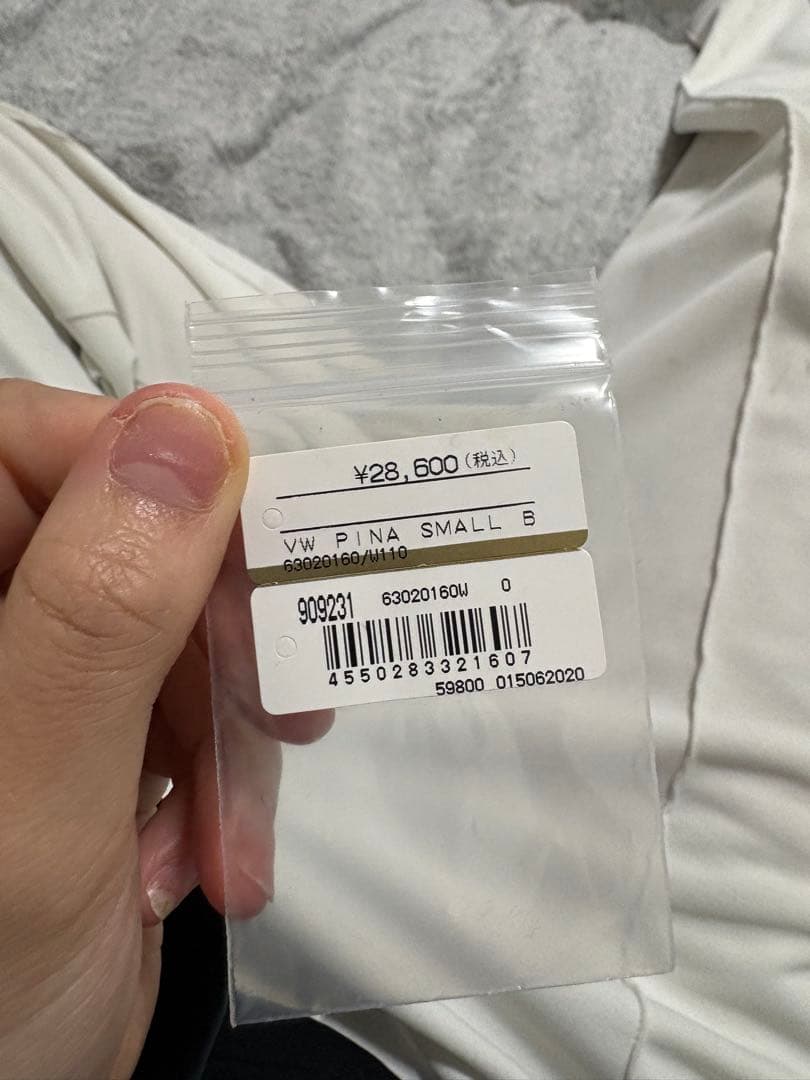 ¥28,600(税込)
VW PINA SMALL B
63020160/W110
909231 63020160W 0
4550283321607
59800 015062020